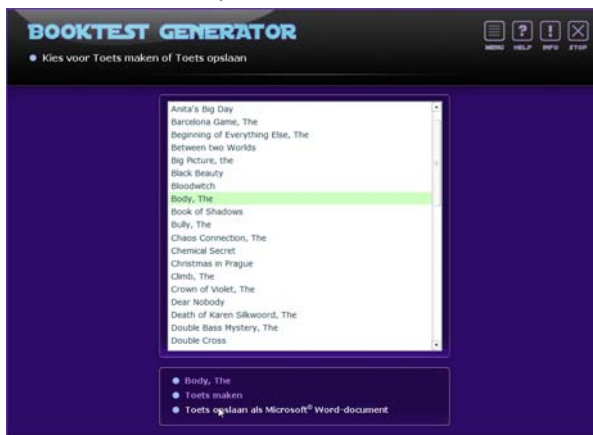 BOOKTEST GENERATOR
Kies voor Toets maken of Toets opslaan
MENU HELP INFO STOP
Anita's Big Day
Barcelona Game, The
Beginning of Everything Else, The
Between two Worlds
Big Picture, the
Black Beauty
Bloodwitch
Body, The
Book of Shadows
Bully, The
Chaos Connection, The
Chemical Secret
Christmas in Prague
Climb, The
Crown of Violet, The
Dear Nobody
Death of Karen Silkwoord, The
Double Bass Mystery, The
Double Cross
Body, The
Toets maken
Toets opslaan als Microsoft® Word-document